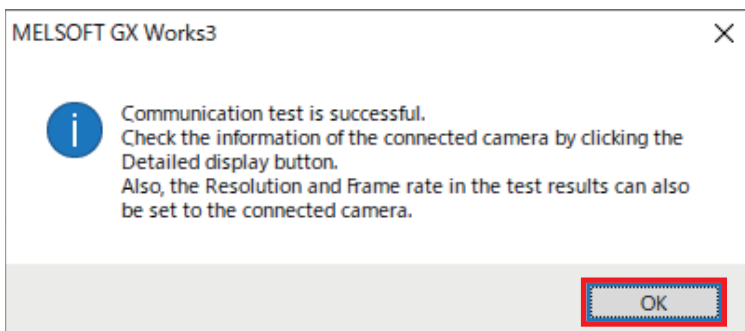 MELSOFT GX Works3
Communication test is successful.
Check the information of the connected camera by clicking the
Detailed display button.
Also, the Resolution and Frame rate in the test results can also
be set to the connected camera.
OK